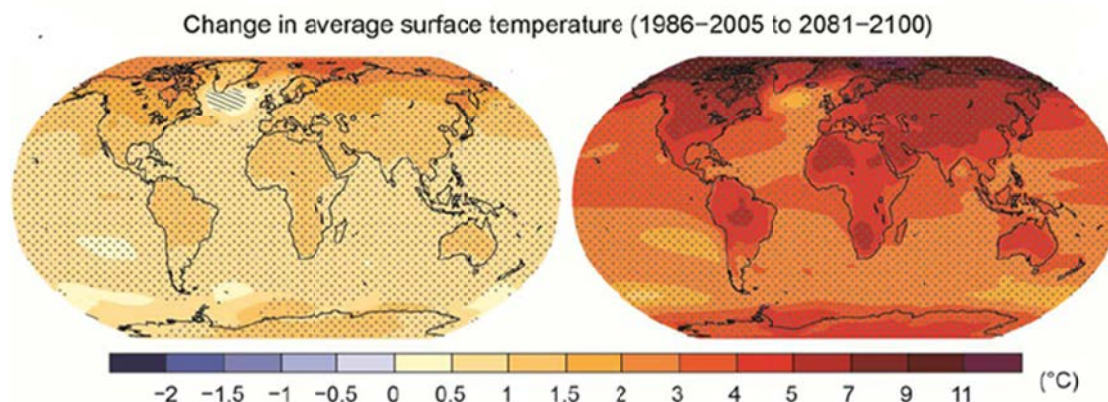 Change in average surface temperature (1986−2005 to 2081−2100)
−2 −1.5 −1 −0.5 0 0.5 1 1.5 2 3 4 5 7 9 11 (°C)